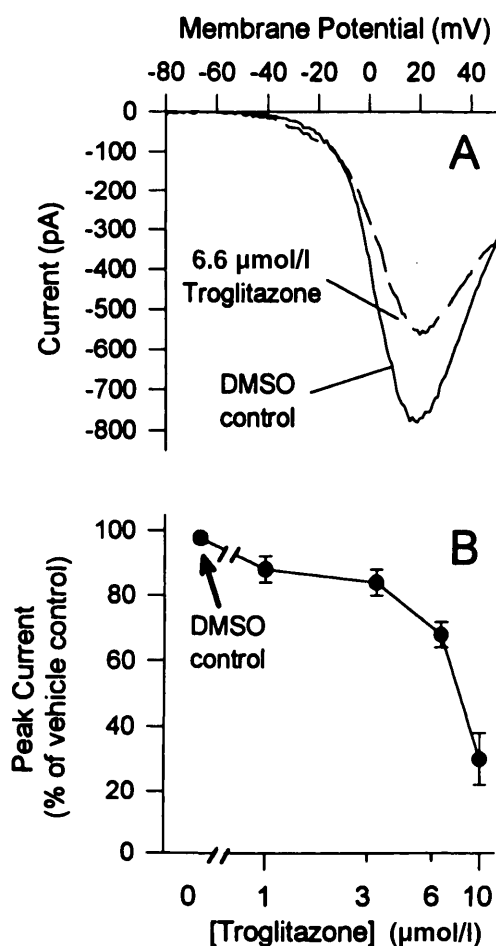 Membrane Potential (mV)
-80 -60 -40 -20 0 20 40
0
-100
-200
-300
-400
-500
-600
-700
-800
Current (pA)
A
6.6 µmol/l
Troglitazone
DMSO
control
B
100
80
60
40
20
0
Peak Current
(% of vehicle control)
DMSO
control
0 1 3 6 10
[Troglitazone] (µmol/l)